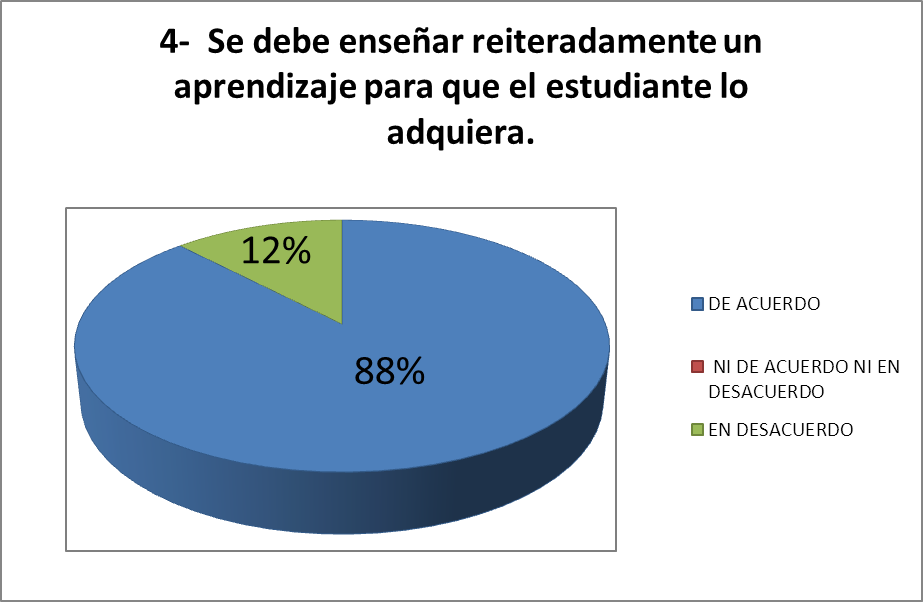 4- Se debe enseñar reiteradamente un
aprendizaje para que el estudiante lo
adquiera.
12%
88%
DE ACUERDO
NI DE ACUERDO NI EN
DESACUERDO
EN DESACUERDO